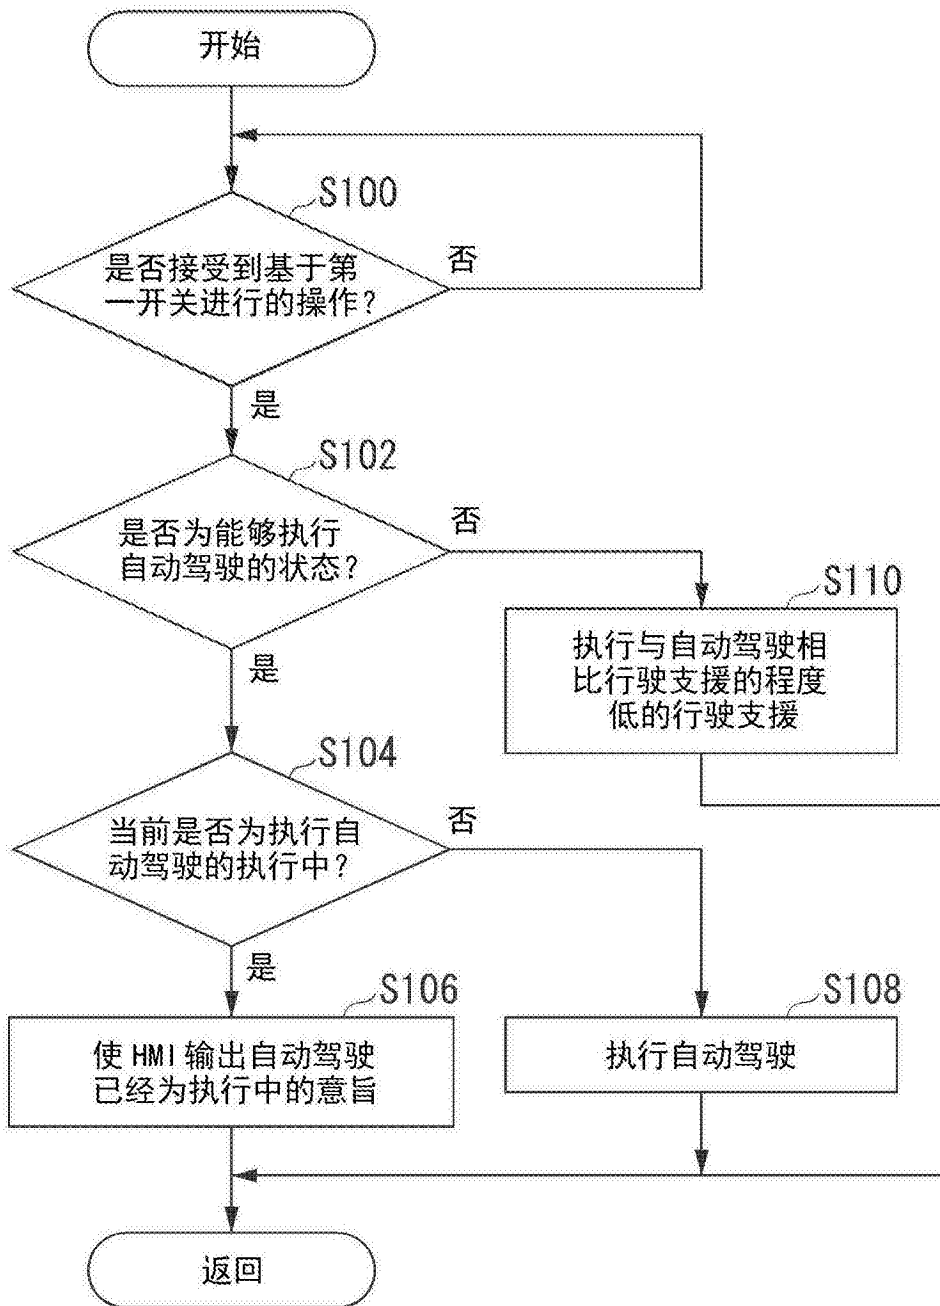 开始
S100
是否接受到基于第
一开关进行的操作？
否
是
S102
是否为能够执行
自动驾驶的状态？
否
是
S110
执行与自动驾驶相
比行驶支援的程度
低的行驶支援
S104
当前是否为执行自
动驾驶的执行中？
否
是
S106
使HMI输出自动驾驶
已经为执行中的意旨
S108
执行自动驾驶
返回